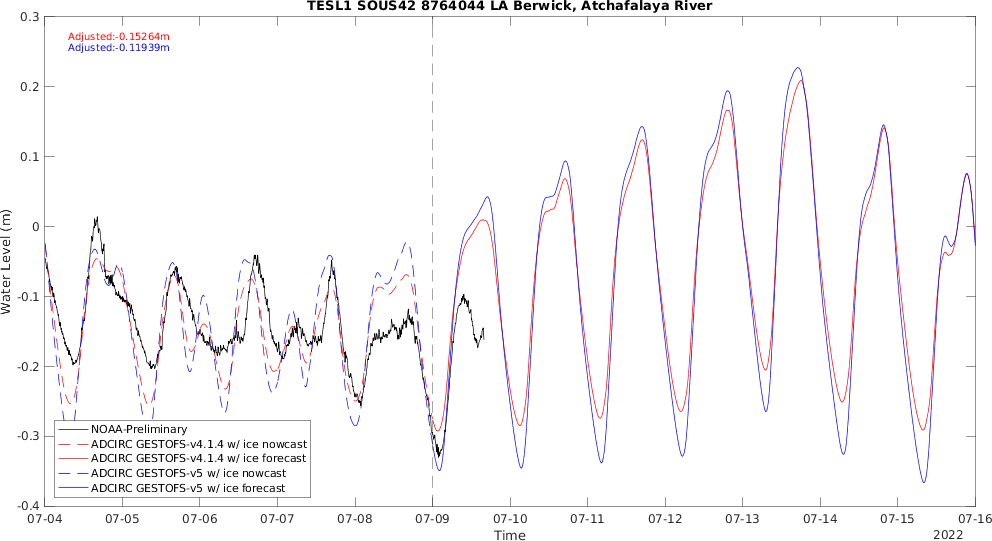 TESL1 SOUS42 8764044 LA Berwick, Atchafalaya River
Adjusted:-0.15264m
Adjusted:-0.11939m
0.3
0.2
0.1
0
-0.1
-0.2
-0.3
-0.4
Water Level (m)
NOAA-Preliminary
ADCIRC GESTOFS-v4.1.4 w/ ice nowcast
ADCIRC GESTOFS-v4.1.4 w/ ice forecast
ADCIRC GESTOFS-v5 w/ ice nowcast
ADCIRC GESTOFS-v5 w/ ice forecast
07-04 07-05 07-06 07-07 07-08 07-09 07-10 07-11 07-12 07-13 07-14 07-15 07-16
Time
2022